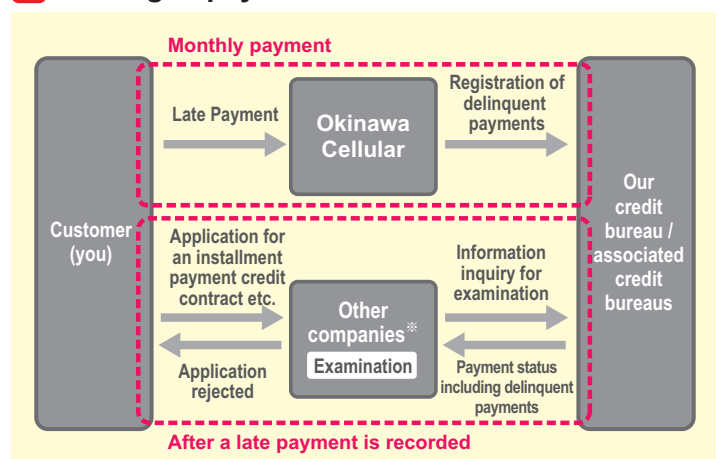 Monthly payment
Late Payment
Okinawa
Cellular
Registration of
delinquent
payments
Customer
(you)
Our
credit
bureau /
associated
credit
bureaus
Application for
an installment
payment credit
contract etc.
Other
companies※
Examination
Information
inquiry for
examination
Application
rejected
Payment status
including delinquent
payments
After a late payment is recorded